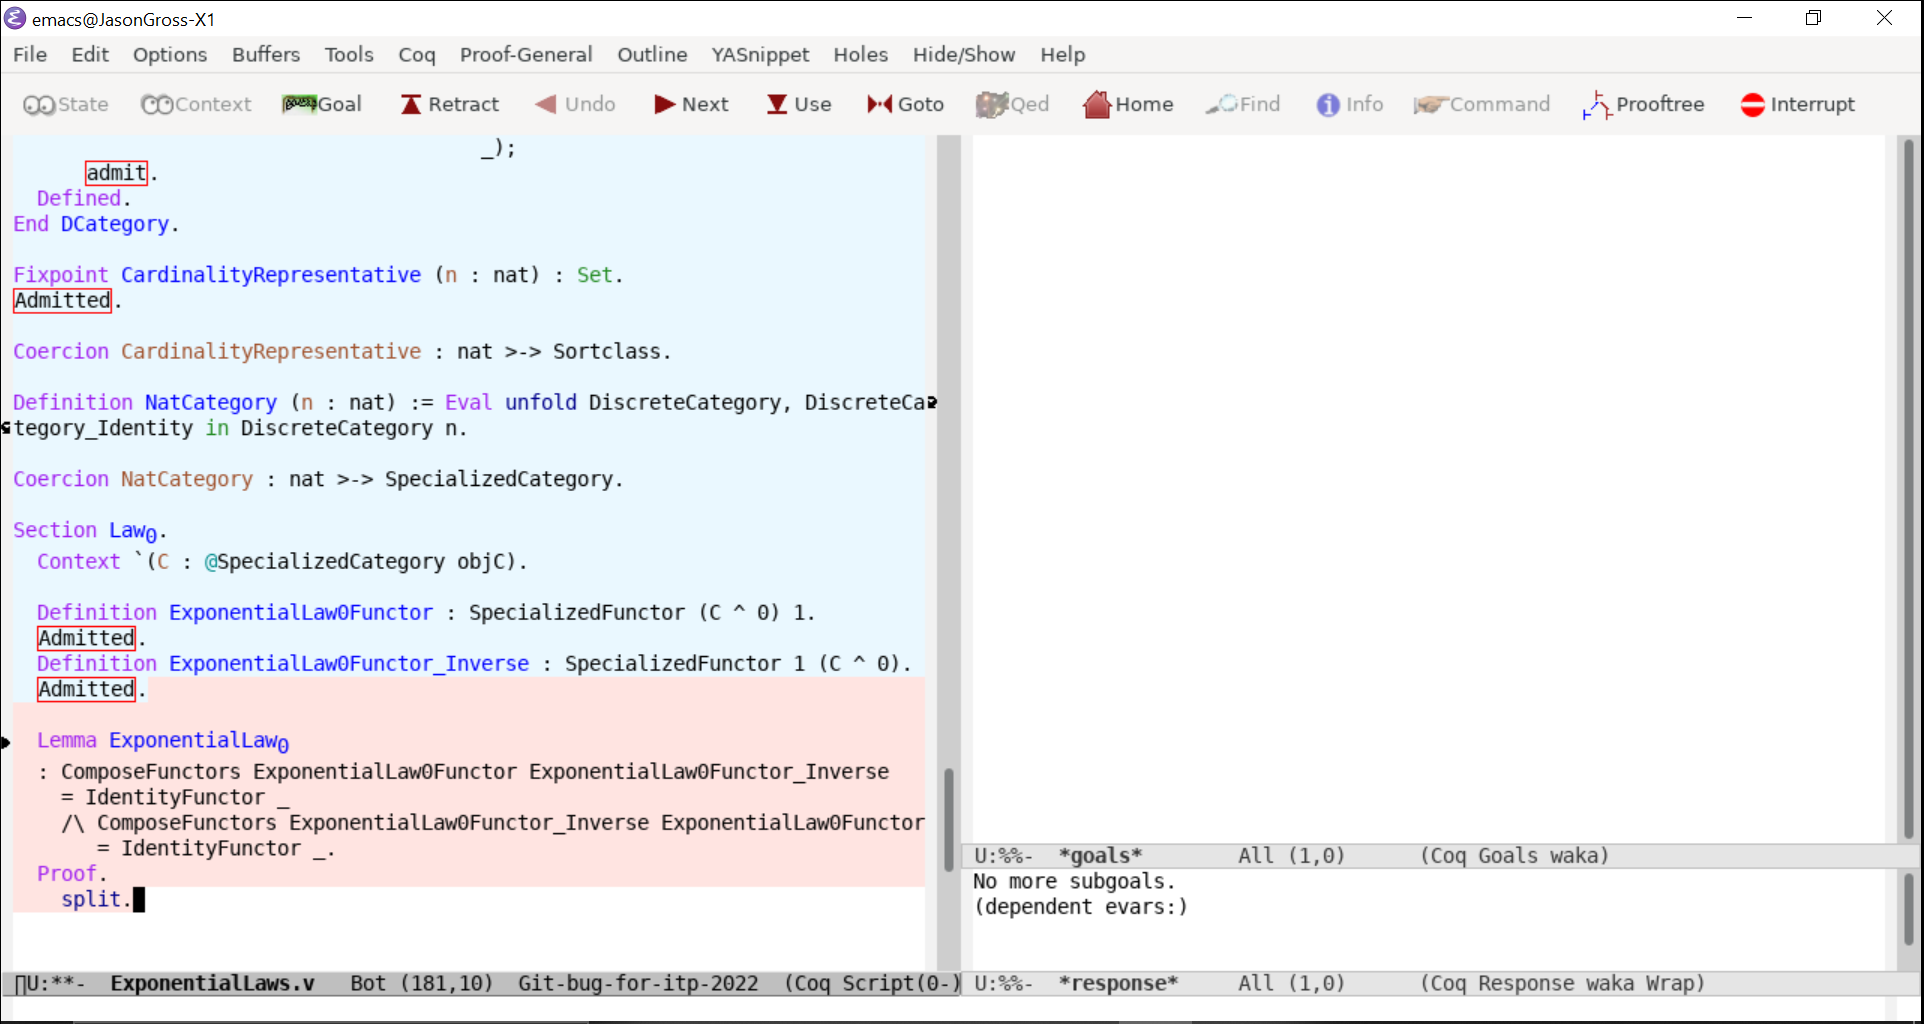 emacs@JasonGross-X1
File Edit Options Buffers Tools Coq Proof-General Outline YASnippet Holes Hide/Show Help
State Context Goal Retract Undo Next Use Goto Qed Home Find Info Command Prooftree Interrupt
_);
admit.
Defined.
End DCategory.
Fixpoint CardinalityRepresentative (n : nat) : Set.
Admitted.
Coercion CardinalityRepresentative : nat >-> Sortclass.
Definition NatCategory (n : nat) := Eval unfold DiscreteCategory, DiscreteCa
tegory_Identity in DiscreteCategory n.
Coercion NatCategory : nat >-> SpecializedCategory.
Section Law₀.
Context `(C : @SpecializedCategory objC).
Definition ExponentialLaw0Functor : SpecializedFunctor (C ^ 0) 1.
Admitted.
Definition ExponentialLaw0Functor_Inverse : SpecializedFunctor 1 (C ^ 0).
Admitted.
Lemma ExponentialLaw₀
: ComposeFunctors ExponentialLaw0Functor ExponentialLaw0Functor_Inverse
= IdentityFunctor _
/\ ComposeFunctors ExponentialLaw0Functor_Inverse ExponentialLaw0Functor
= IdentityFunctor _.
Proof.
split.
U:**- ExponentialLaws.v Bot (181,10) Git-bug-for-itp-2022 (Coq Script(0-)
U:%%- *goals* All (1,0) (Coq Goals waka)
No more subgoals.
(dependent evars:)
U:%%- *response* All (1,0) (Coq Response waka Wrap)